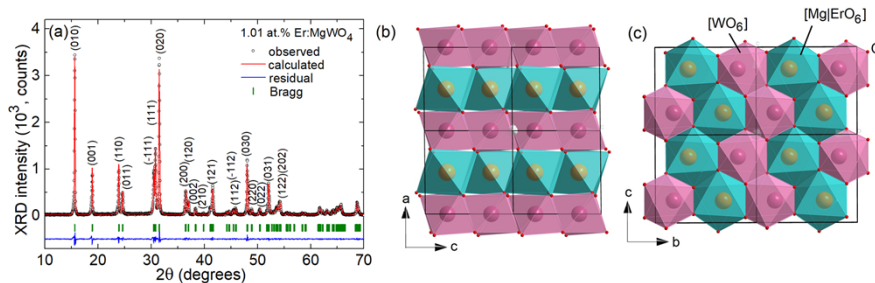 (a)
1.01 at.% Er:MgWO4
observed
calculated
residual
Bragg
XRD intensity (10³, counts)
4
3
2
1
0
10 20 30 40 50 60 70
2θ (degrees)
(010)
(001)
(110)
(011)
(-111)
(111)
(020)
(200)
(120)
(002)
(-210)
(121)
(112)
(-112)
(030)
(220)
(022)
(031)
(122)(202)
(b)
a
c
(c)
[WO6]
[Mg|ErO6]
c
b